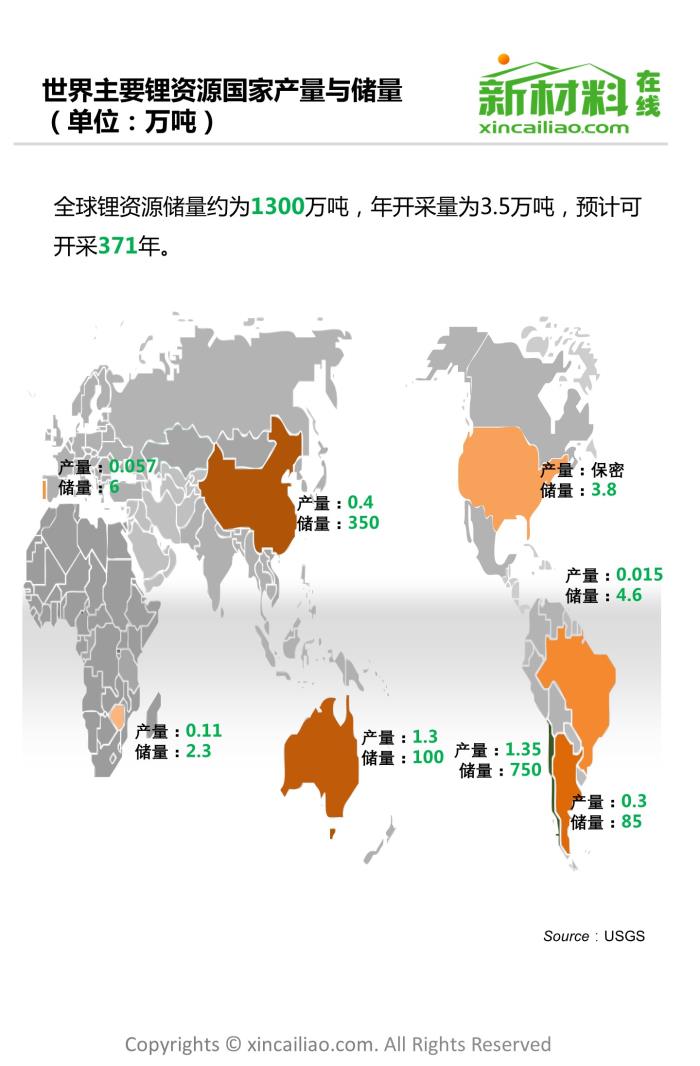 世界主要锂资源国家产量与储量
（单位：万吨）
新材料在线
xincailiao.com
全球锂资源储量约为1300万吨，年开采量为3.5万吨，预计可
开采371年。
产量：0.057
储量：6
产量：0.4
储量：350
产量：保密
储量：3.8
产量：0.015
储量：4.6
产量：0.11
储量：2.3
产量：1.3
储量：100
产量：1.35
储量：750
产量：0.3
储量：85
Source：USGS
Copyrights © xincailiao.com. All Rights Reserved